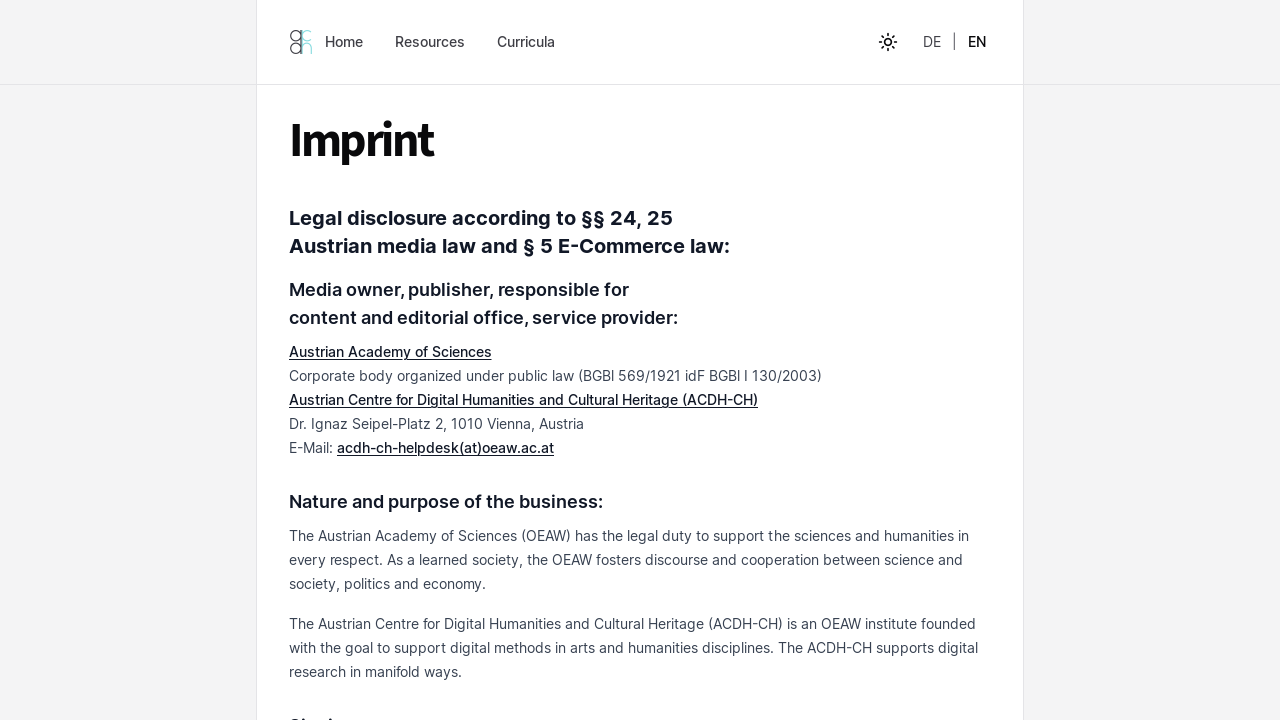 Home Resources Curricula DE | EN
Imprint
Legal disclosure according to §§ 24, 25
Austrian media law and § 5 E-Commerce law:
Media owner, publisher, responsible for
content and editorial office, service provider:
Austrian Academy of Sciences
Corporate body organized under public law (BGBl 569/1921 idF BGBl I 130/2003)
Austrian Centre for Digital Humanities and Cultural Heritage (ACDH-CH)
Dr. Ignaz Seipel-Platz 2, 1010 Vienna, Austria
E-Mail: acdh-ch-helpdesk(at)oeaw.ac.at
Nature and purpose of the business:
The Austrian Academy of Sciences (OEAW) has the legal duty to support the sciences and humanities in
every respect. As a learned society, the OEAW fosters discourse and cooperation between science and
society, politics and economy.
The Austrian Centre for Digital Humanities and Cultural Heritage (ACDH-CH) is an OEAW institute founded
with the goal to support digital methods in arts and humanities disciplines. The ACDH-CH supports digital
research in manifold ways.